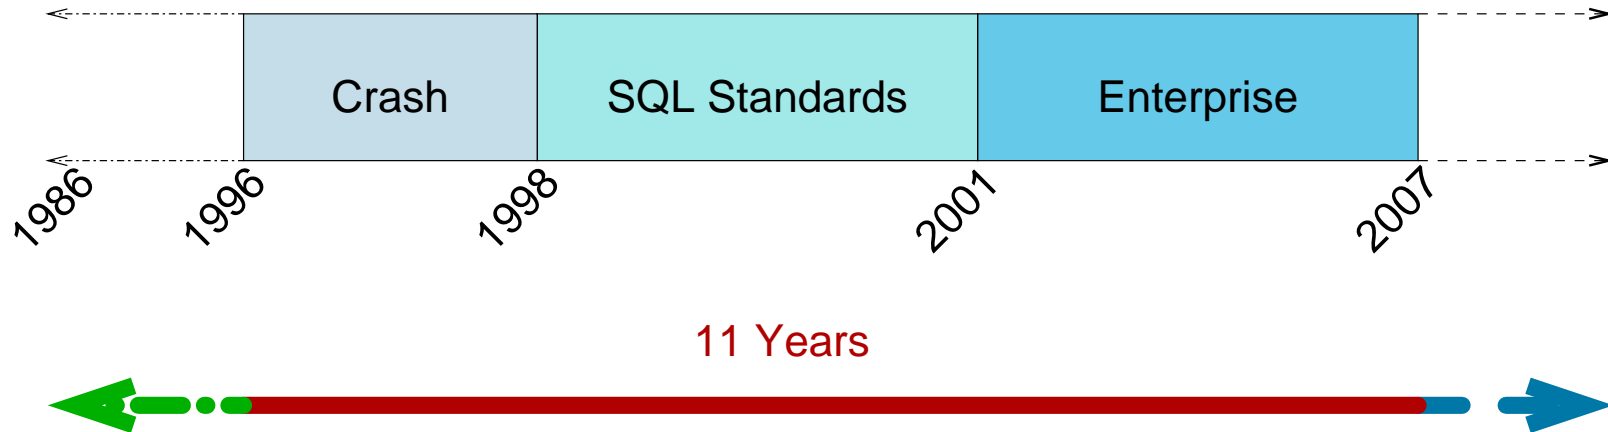 Crash SQL Standards Enterprise
1986 1996 1998 2001 2007
11 Years